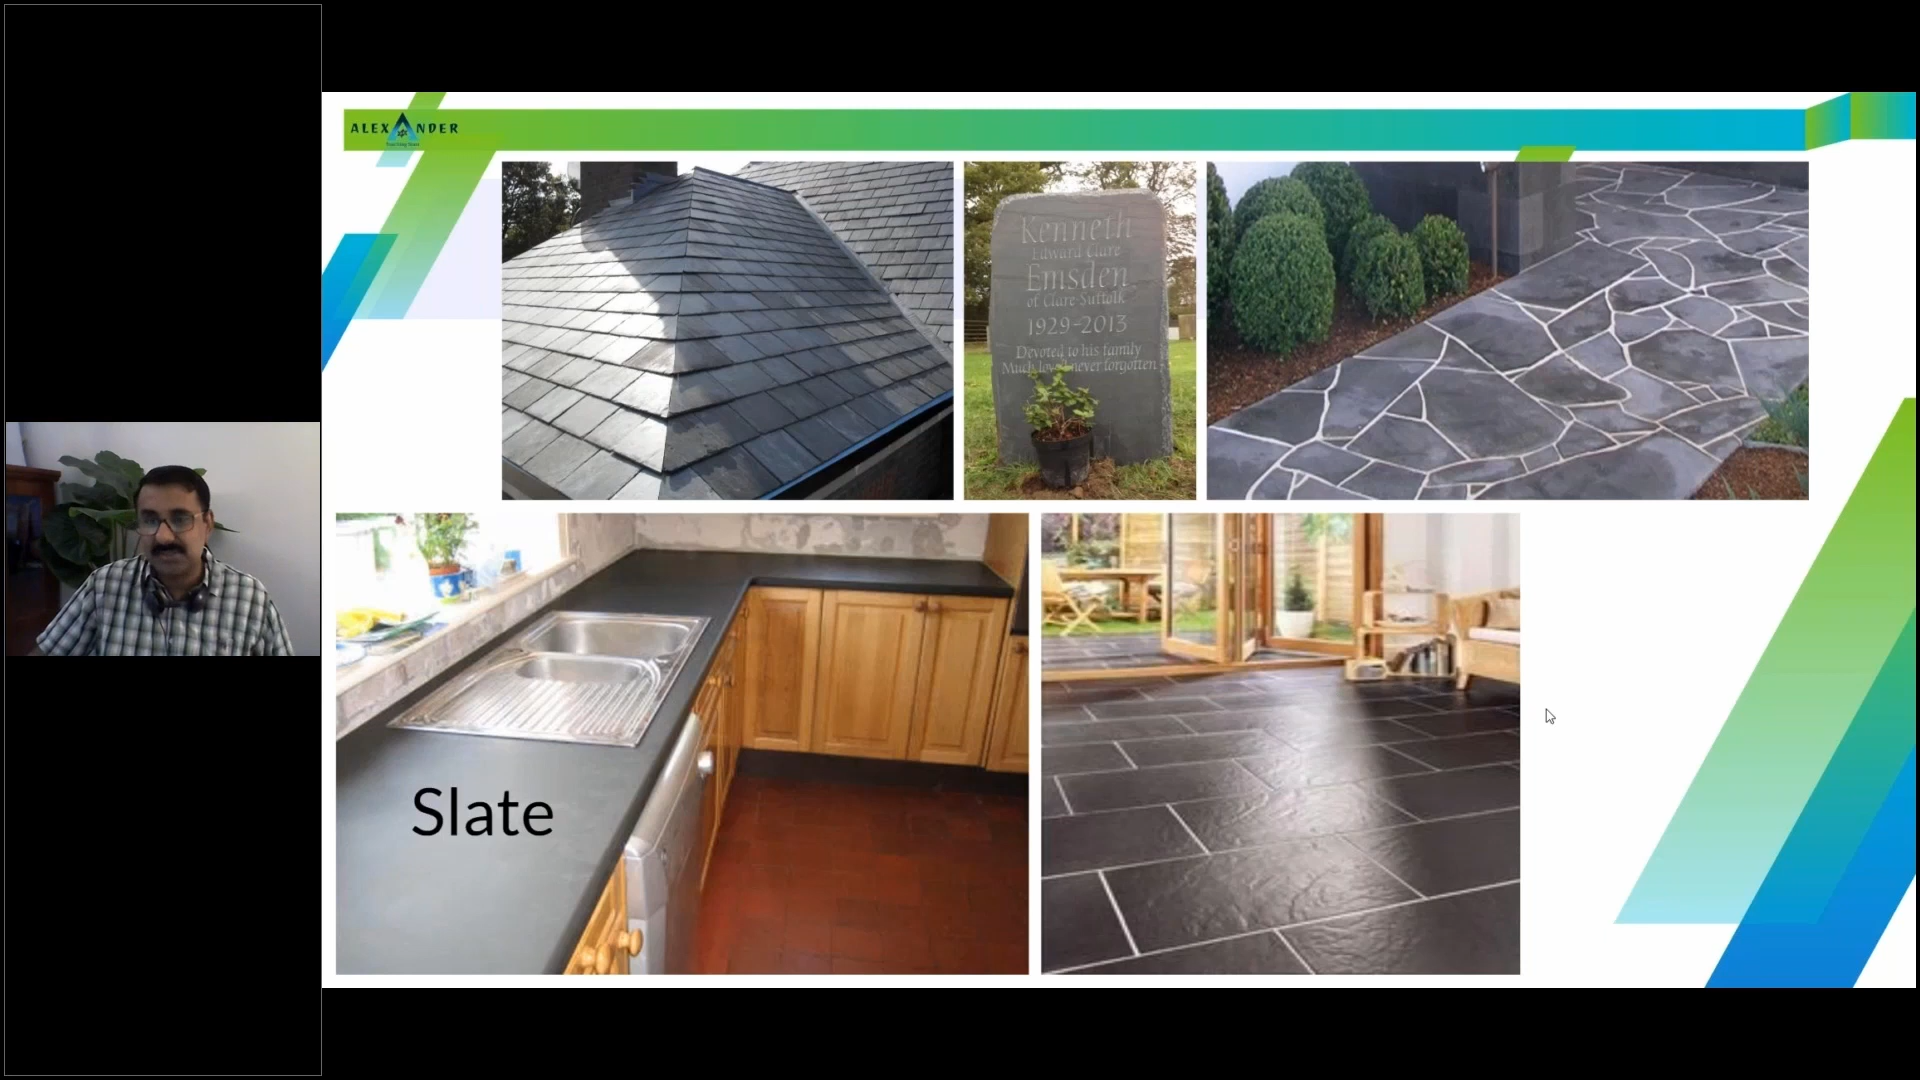 ALEXANDER
Kenneth
Edward Clare
Emsden
of Clare Suffolk
1929-2013
Devoted to his family
never forgotten
Slate